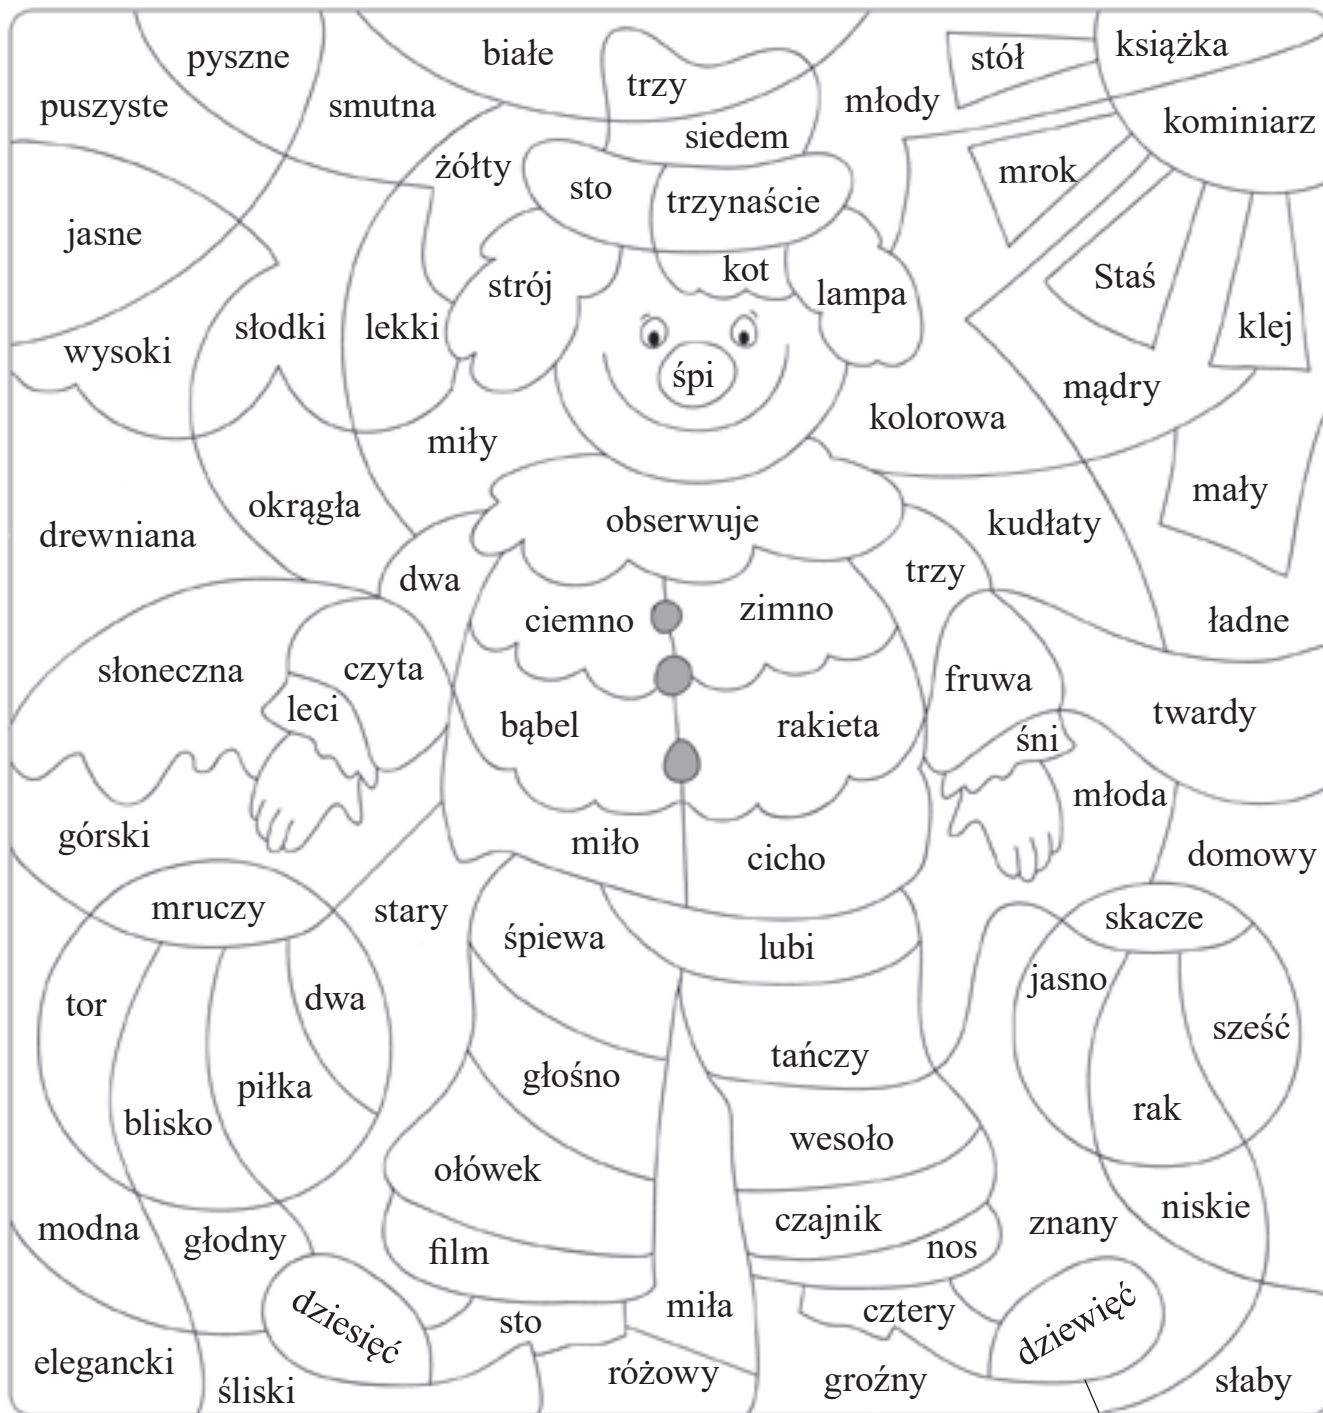 pyszne
białe
stół
książka
puszyste
smutna
trzy
młody
siedem
kominiarz
żółty
mrok
sto
trzynaście
jasne
kot
Staś
strój
lampa
słodki
lekki
klej
wysoki
śpi
mądry
kolorowa
miły
mały
okrągła
obserwuje
kudłaty
drewniana
dwa
trzy
ciemno
zimno
ładne
słoneczna
czyta
fruwa
leci
bąbel
rakieta
twardy
śni
młoda
górski
miło
cicho
domowy
mruczy
stary
skacze
śpiewa
lubi
tor
dwa
jasno
sześć
tańczy
głośno
piłka
rak
blisko
wesoło
ołówek
niskie
modna
głodny
czajnik
znany
film
nos
miła
cztery
dziesięć
sto
dziewięć
elegancki
różowy
groźny
słaby
śliski